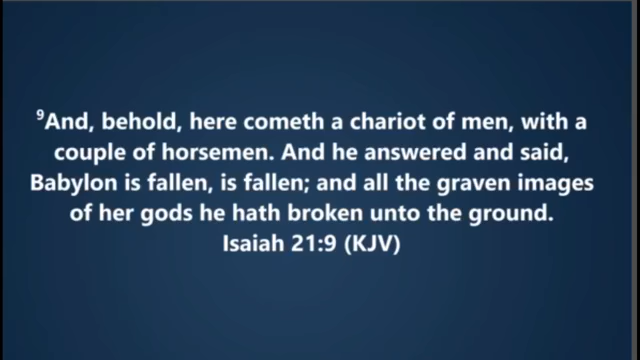 ⁹And, behold, here cometh a chariot of men, with a
couple of horsemen. And he answered and said,
Babylon is fallen, is fallen; and all the graven images
of her gods he hath broken unto the ground.
Isaiah 21:9 (KJV)